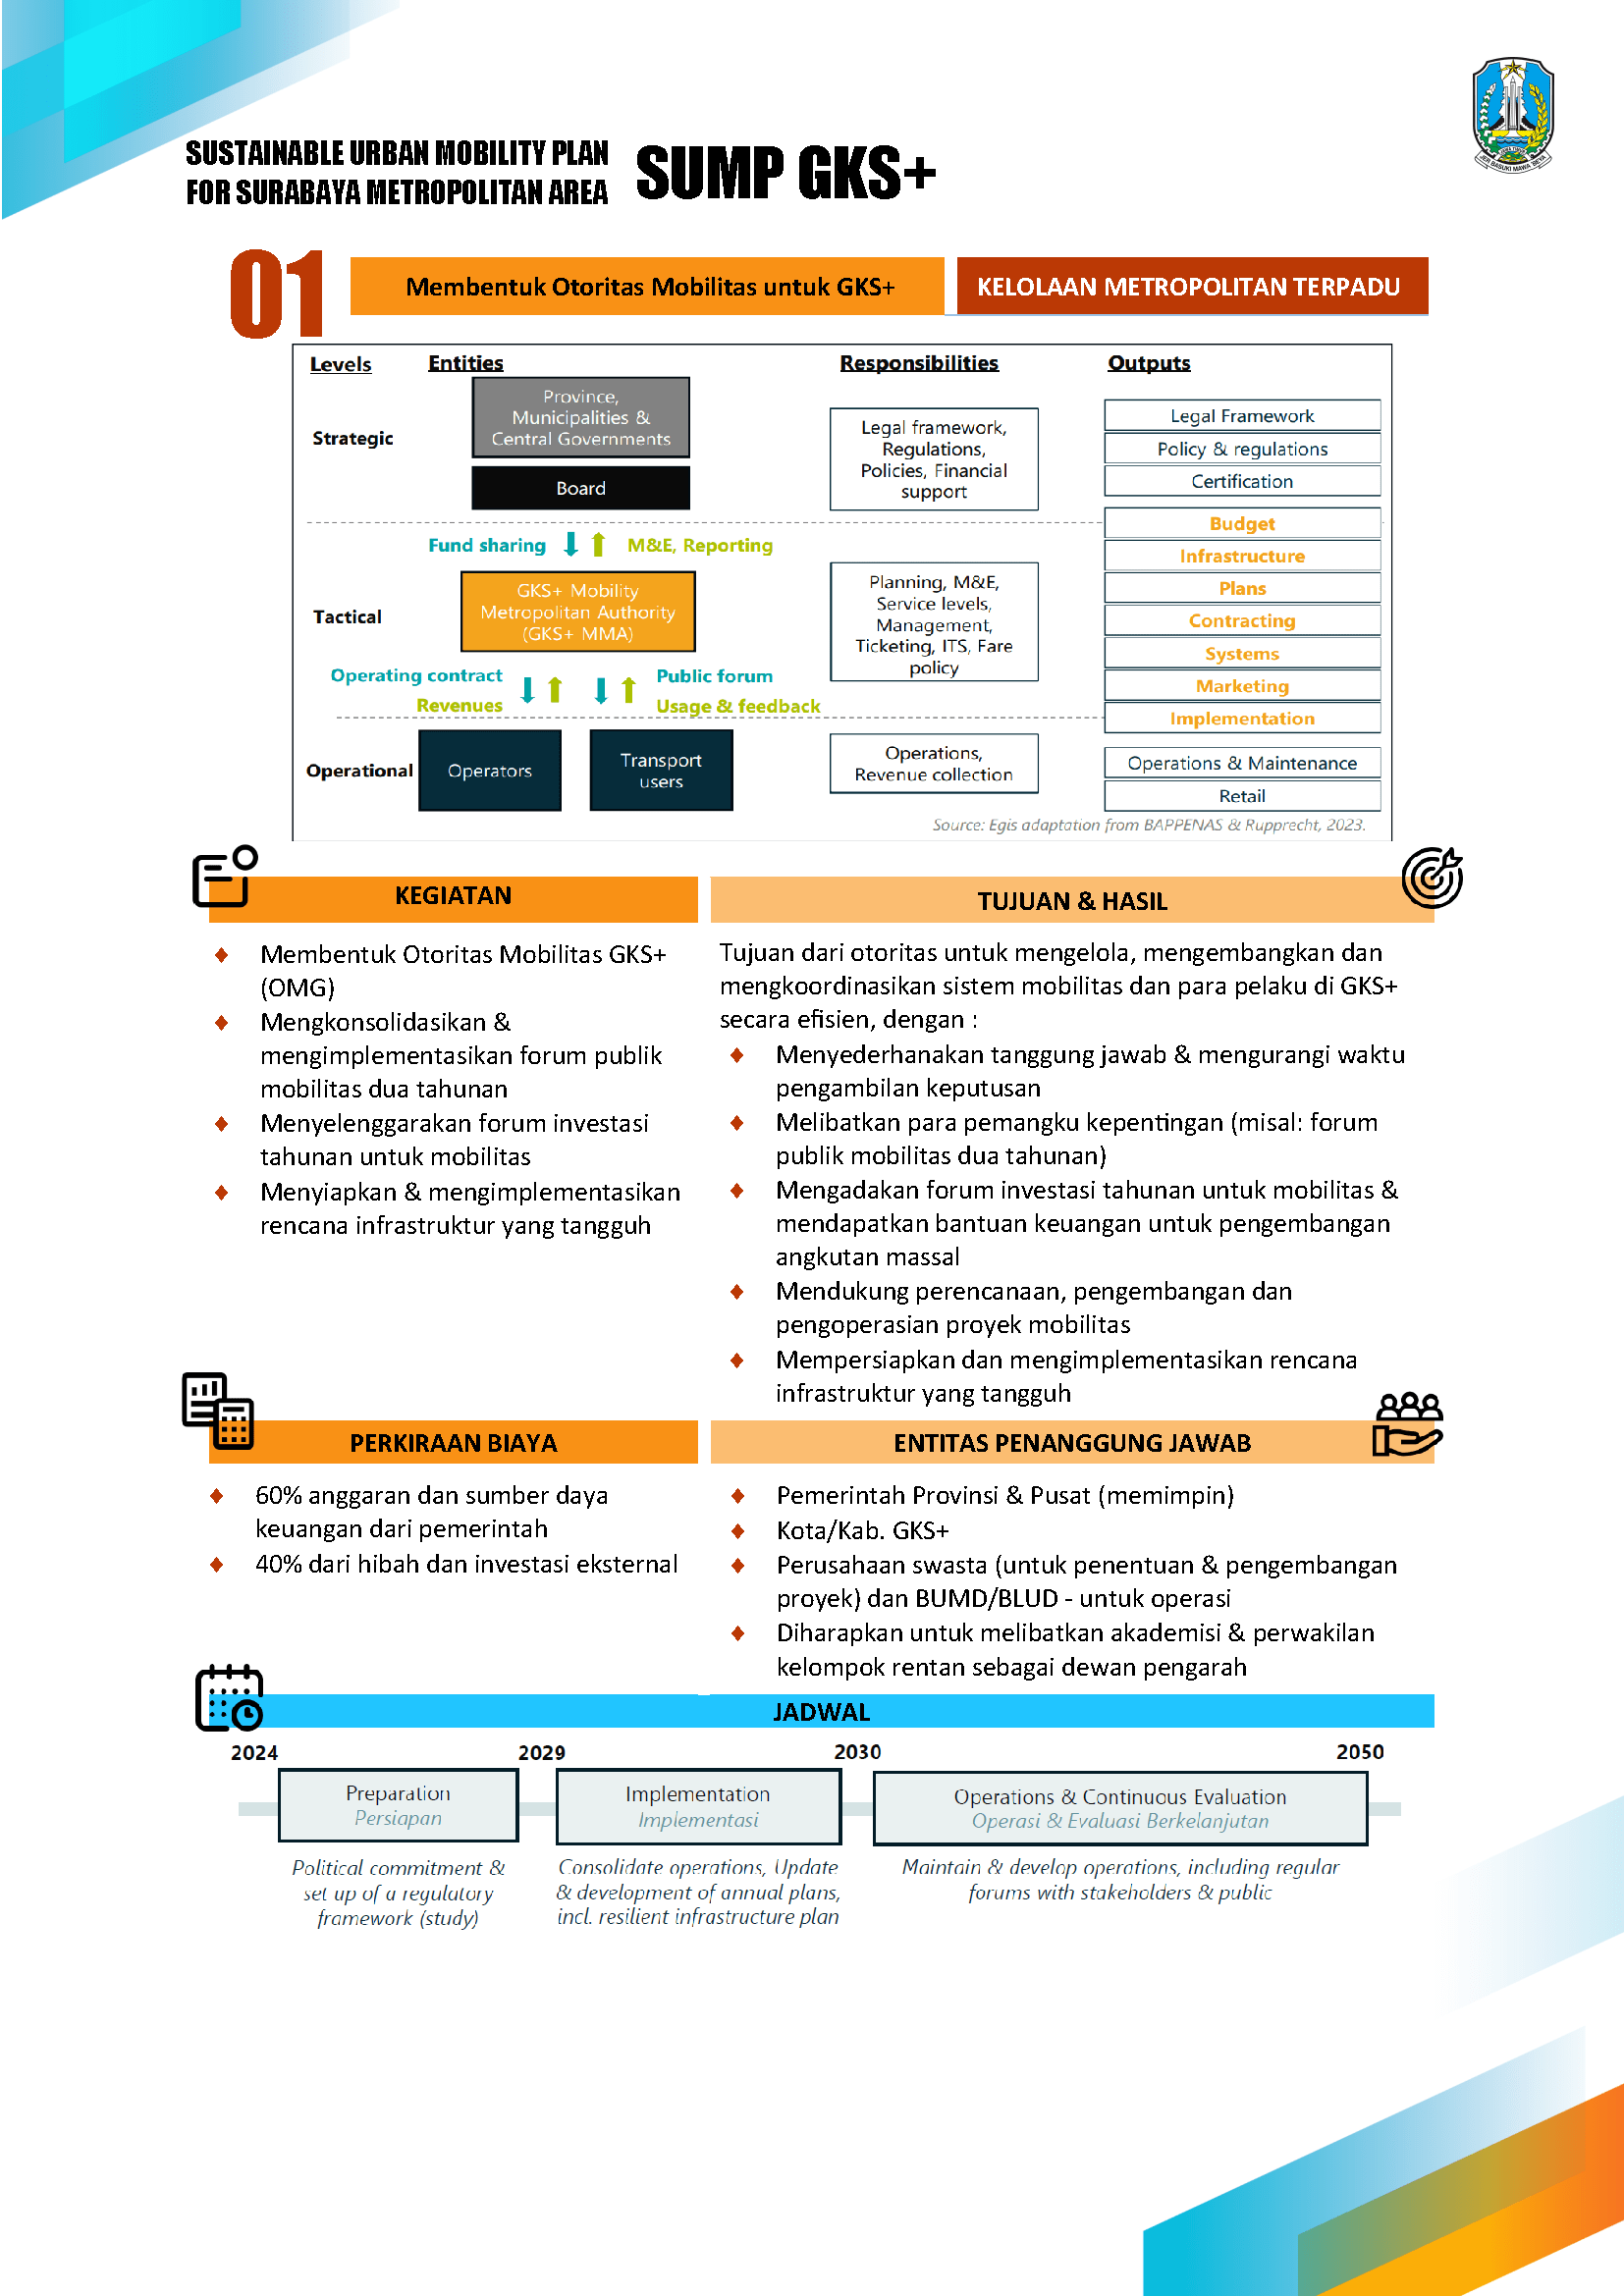 SUSTAINABLE URBAN MOBILITY PLAN
FOR SURABAYA METROPOLITAN AREA
SUMP GKS+
JAWA TIMUR
JER BASUKI MAWA BEYA
01
Membentuk Otoritas Mobilitas untuk GKS+
KELOLAAN METROPOLITAN TERPADU
Levels
Entities
Responsibilities
Outputs
Strategic
Province,
Municipalities &
Central Governments
Board
Legal framework,
Regulations,
Policies, Financial
support
Legal Framework
Policy & regulations
Certification
Budget
Infrastructure
Plans
Contracting
Systems
Marketing
Implementation
Operations & Maintenance
Retail
Fund sharing
M&E, Reporting
Tactical
GKS+ Mobility
Metropolitan Authority
(GKS+ MMA)
Planning, M&E,
Service levels,
Management,
Ticketing, ITS, Fare
policy
Operating contract
Revenues
Public forum
Usage & feedback
Operational
Operators
Transport
users
Operations,
Revenue collection
Source: Egis adaptation from BAPPENAS & Rupprecht, 2023.
KEGIATAN
Membentuk Otoritas Mobilitas GKS+
(OMG)
Mengkonsolidasikan &
mengimplementasikan forum publik
mobilitas dua tahunan
Menyelenggarakan forum investasi
tahunan untuk mobilitas
Menyiapkan & mengimplementasikan
rencana infrastruktur yang tangguh
TUJUAN & HASIL
Tujuan dari otoritas untuk mengelola, mengembangkan dan
mengkoordinasikan sistem mobilitas dan para pelaku di GKS+
secara efisien, dengan :
Menyederhanakan tanggung jawab & mengurangi waktu
pengambilan keputusan
Melibatkan para pemangku kepentingan (misal: forum
publik mobilitas dua tahunan)
Mengadakan forum investasi tahunan untuk mobilitas &
mendapatkan bantuan keuangan untuk pengembangan
angkutan massal
Mendukung perencanaan, pengembangan dan
pengoperasian proyek mobilitas
Mempersiapkan dan mengimplementasikan rencana
infrastruktur yang tangguh
PERKIRAAN BIAYA
60% anggaran dan sumber daya
keuangan dari pemerintah
40% dari hibah dan investasi eksternal
ENTITAS PENANGGUNG JAWAB
Pemerintah Provinsi & Pusat (memimpin)
Kota/Kab. GKS+
Perusahaan swasta (untuk penentuan & pengembangan
proyek) dan BUMD/BLUD - untuk operasi
Diharapkan untuk melibatkan akademisi & perwakilan
kelompok rentan sebagai dewan pengarah
JADWAL
2024
2029
2030
2050
Preparation
Persiapan
Implementation
Implementasi
Operations & Continuous Evaluation
Operasi & Evaluasi Berkelanjutan
Political commitment &
set up of a regulatory
framework (study)
Consolidate operations, Update
& development of annual plans,
incl. resilient infrastructure plan
Maintain & develop operations, including regular
forums with stakeholders & public